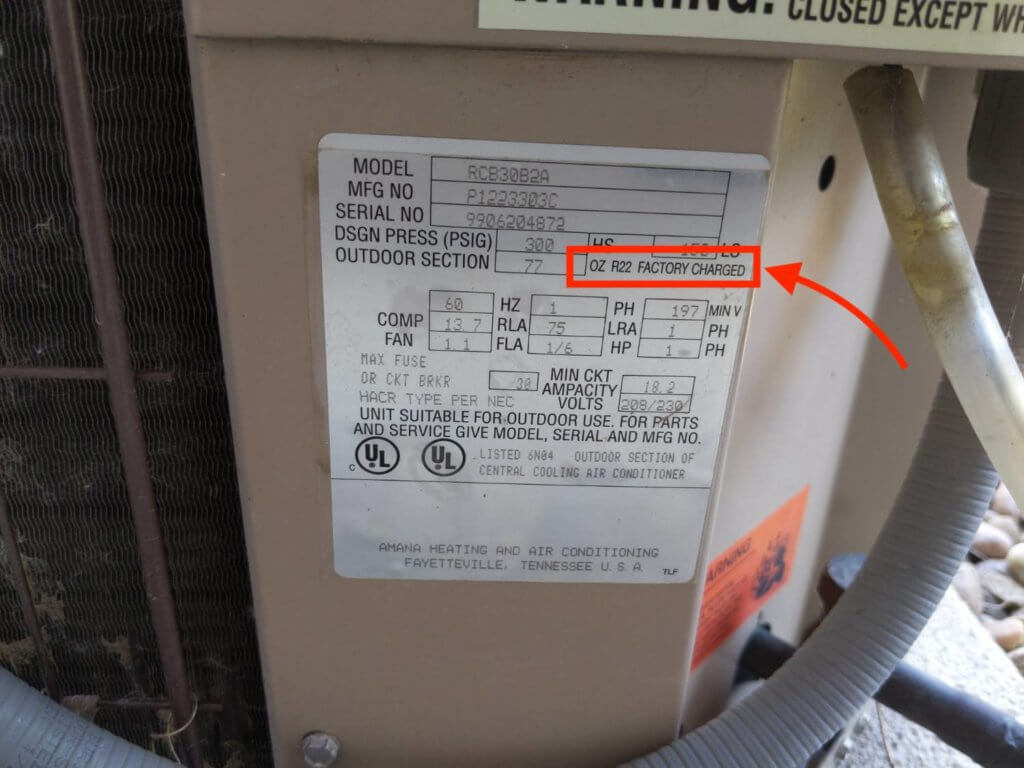 WARNING: CLOSED EXCEPT WH
MODEL RCB30B2A
MFG NO P1223303C
SERIAL NO 9906204872
DSGN PRESS (PSIG) 300 HS 150 LS
OUTDOOR SECTION 77 OZ R22 FACTORY CHARGED
60 HZ 1 PH 197 MIN V
COMP 13.7 RLA 75 LRA 1 PH
FAN 1.1 FLA 1/6 HP 1 PH
MAX FUSE
OR CKT BRKR 30 MIN CKT AMPACITY 18.2
HACR TYPE PER NEC VOLTS 208/230
UNIT SUITABLE FOR OUTDOOR USE. FOR PARTS
AND SERVICE GIVE MODEL, SERIAL AND MFG NO.
C UL UL LISTED 6N04 OUTDOOR SECTION OF
CENTRAL COOLING AIR CONDITIONER
AMANA HEATING AND AIR CONDITIONING
FAYETTEVILLE, TENNESSEE U.S.A.
TLF
WARNING